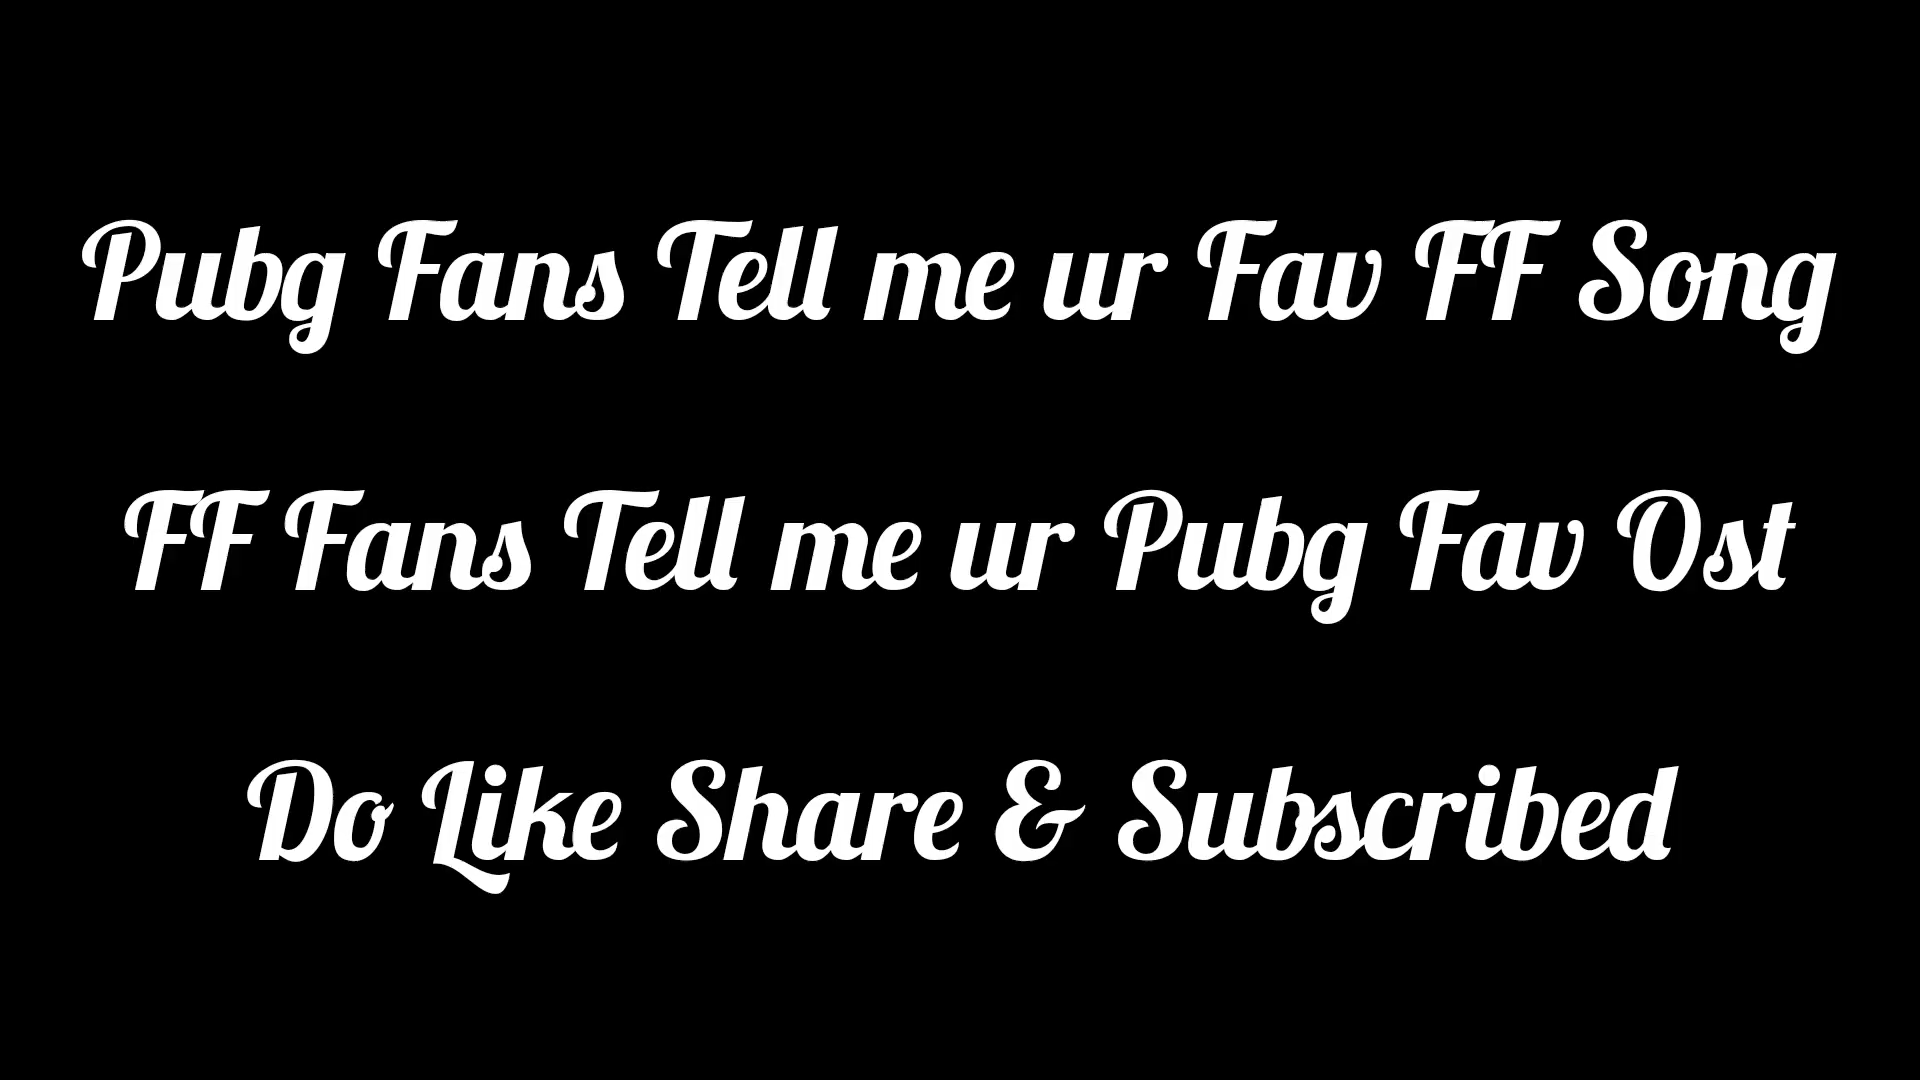 Pubg Fans Tell me ur Fav FF Song
FF Fans Tell me ur Pubg Fav Ost
Do Like Share & Subscribed